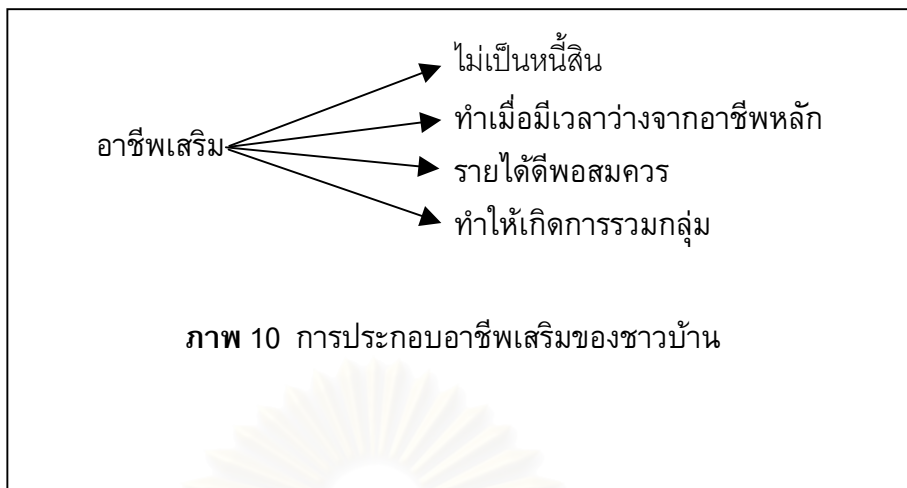 ไม่เป็นหนี้สิน
ทำเมื่อมีเวลาว่างจากอาชีพหลัก
อาชีพเสริม
รายได้ดีพอสมควร
ทำให้เกิดการรวมกลุ่ม
ภาพ 10 การประกอบอาชีพเสริมของชาวบ้าน